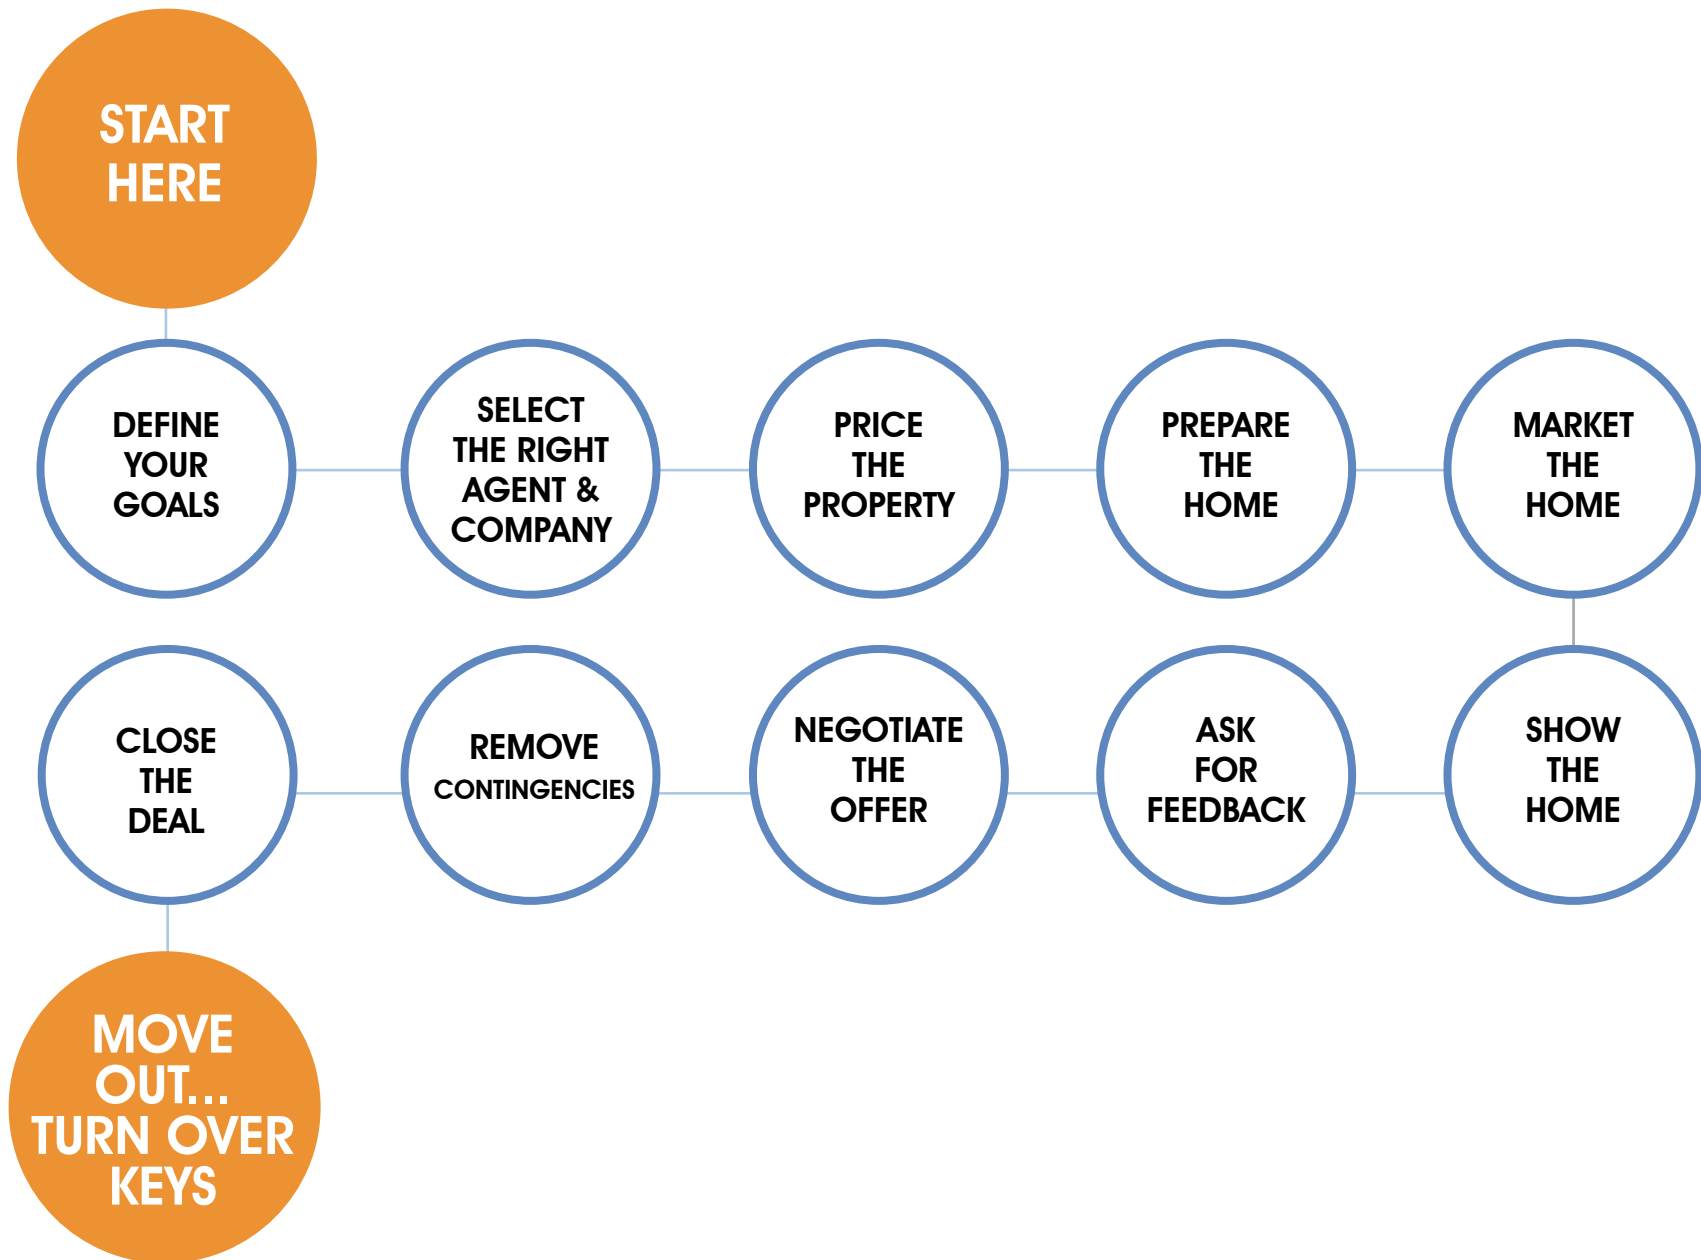 START
HERE
DEFINE
YOUR
GOALS
SELECT
THE RIGHT
AGENT &
COMPANY
PRICE
THE
PROPERTY
PREPARE
THE
HOME
MARKET
THE
HOME
SHOW
THE
HOME
ASK
FOR
FEEDBACK
NEGOTIATE
THE
OFFER
REMOVE
CONTINGENCIES
CLOSE
THE
DEAL
MOVE
OUT...
TURN OVER
KEYS